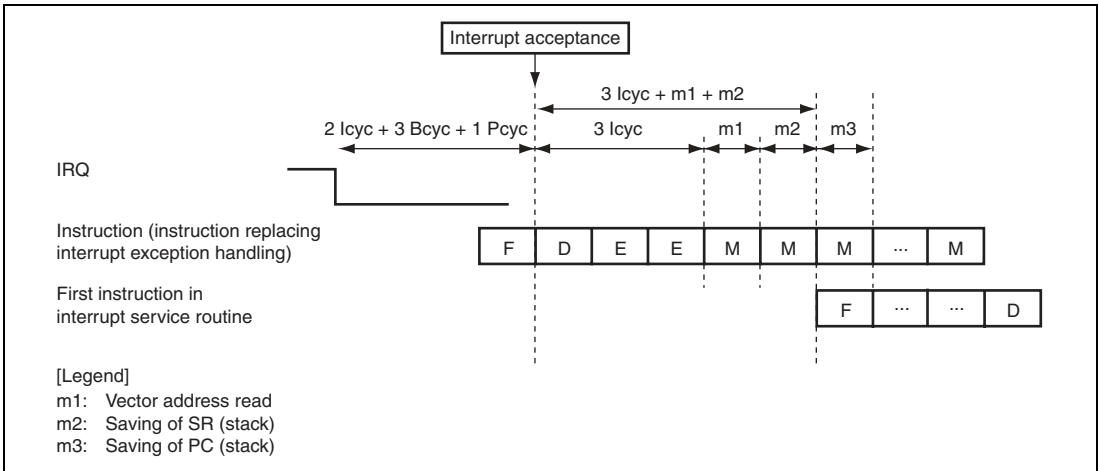 Interrupt acceptance
3 Icyc + m1 + m2
2 Icyc + 3 Bcyc + 1 Pcyc
3 Icyc
m1
m2
m3
IRQ
Instruction (instruction replacing
interrupt exception handling)
F D E E M M M ... M
First instruction in
interrupt service routine
F ... ... D
[Legend]
m1: Vector address read
m2: Saving of SR (stack)
m3: Saving of PC (stack)